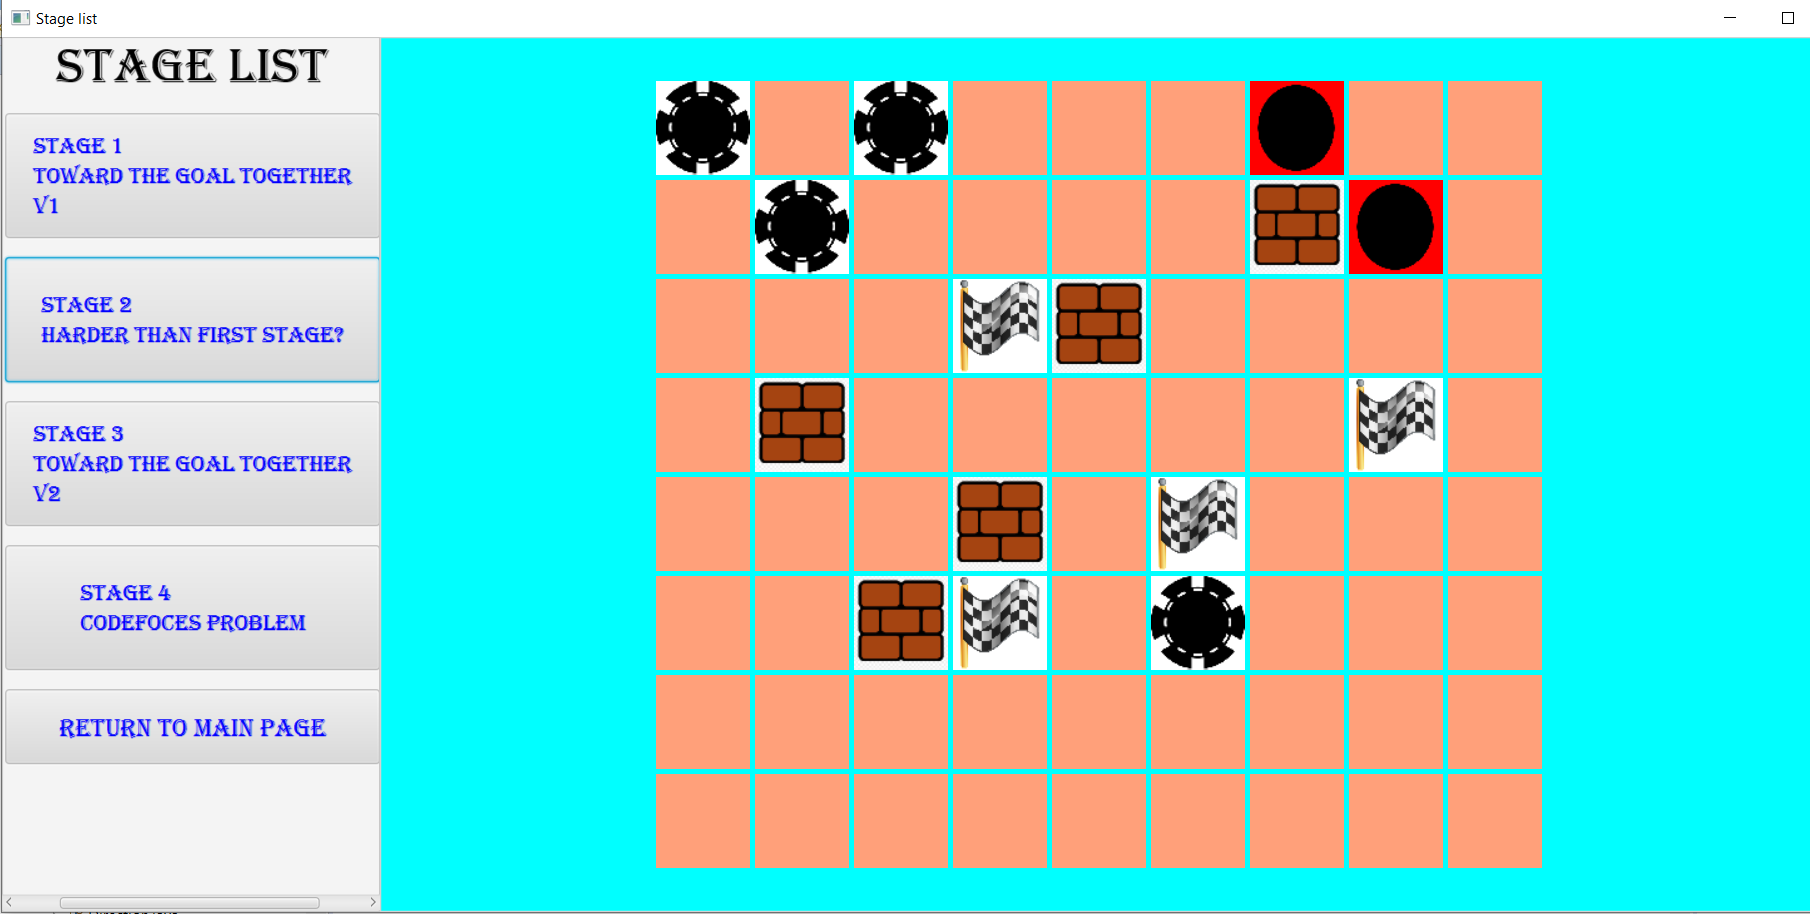 Stage list
STAGE LIST
STAGE 1
TOWARD THE GOAL TOGETHER
V1
STAGE 2
HARDER THAN FIRST STAGE?
STAGE 3
TOWARD THE GOAL TOGETHER
V2
STAGE 4
CODEFOCES PROBLEM
RETURN TO MAIN PAGE